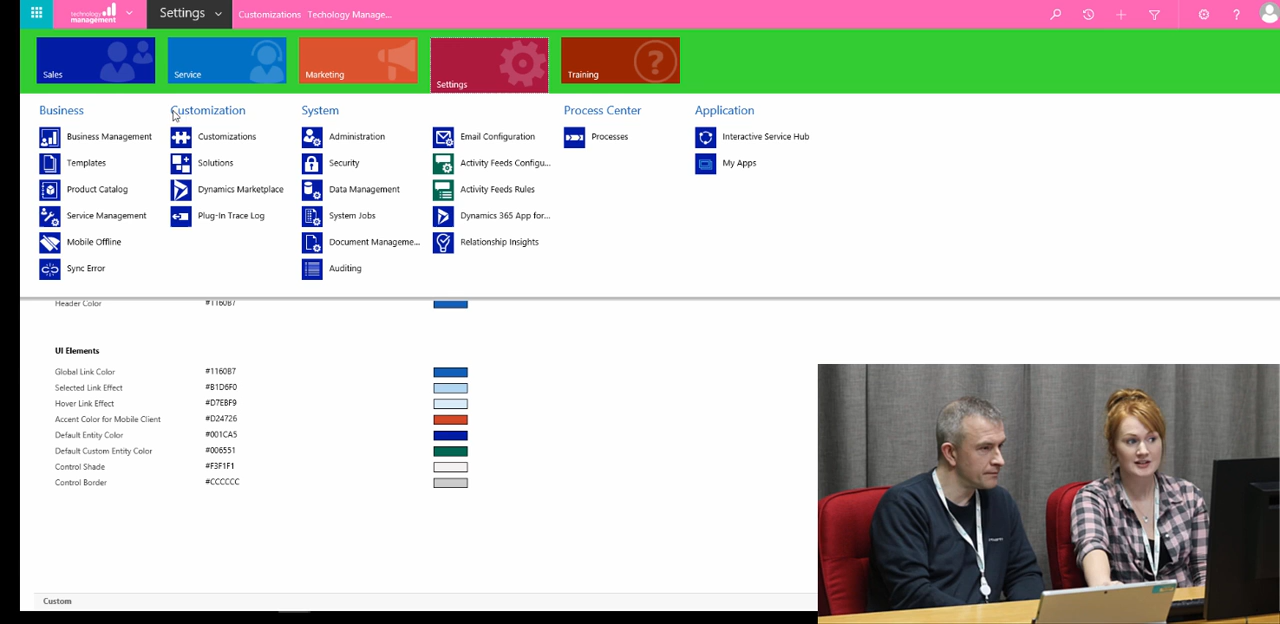 technology
management
Settings
Customizations Techology Manage...
?
Sales
Service
Marketing
Settings
?
Training
Business
Business Management
Templates
Product Catalog
Service Management
Mobile Offline
Sync Error
Customization
Customizations
Solutions
Dynamics Marketplace
Plug-In Trace Log
System
Administration
Security
Data Management
System Jobs
Document Manageme...
Auditing
Email Configuration
Activity Feeds Configu...
Activity Feeds Rules
Dynamics 365 App for...
Relationship Insights
Process Center
Processes
Application
Interactive Service Hub
My Apps
Header Color #1160B7
UI Elements
Global Link Color #1160B7
Selected Link Effect #B1D6F0
Hover Link Effect #D7EBF9
Accent Color for Mobile Client #D24726
Default Entity Color #001CA5
Default Custom Entity Color #006551
Control Shade #F3F1F1
Control Border #CCCCCC
Custom